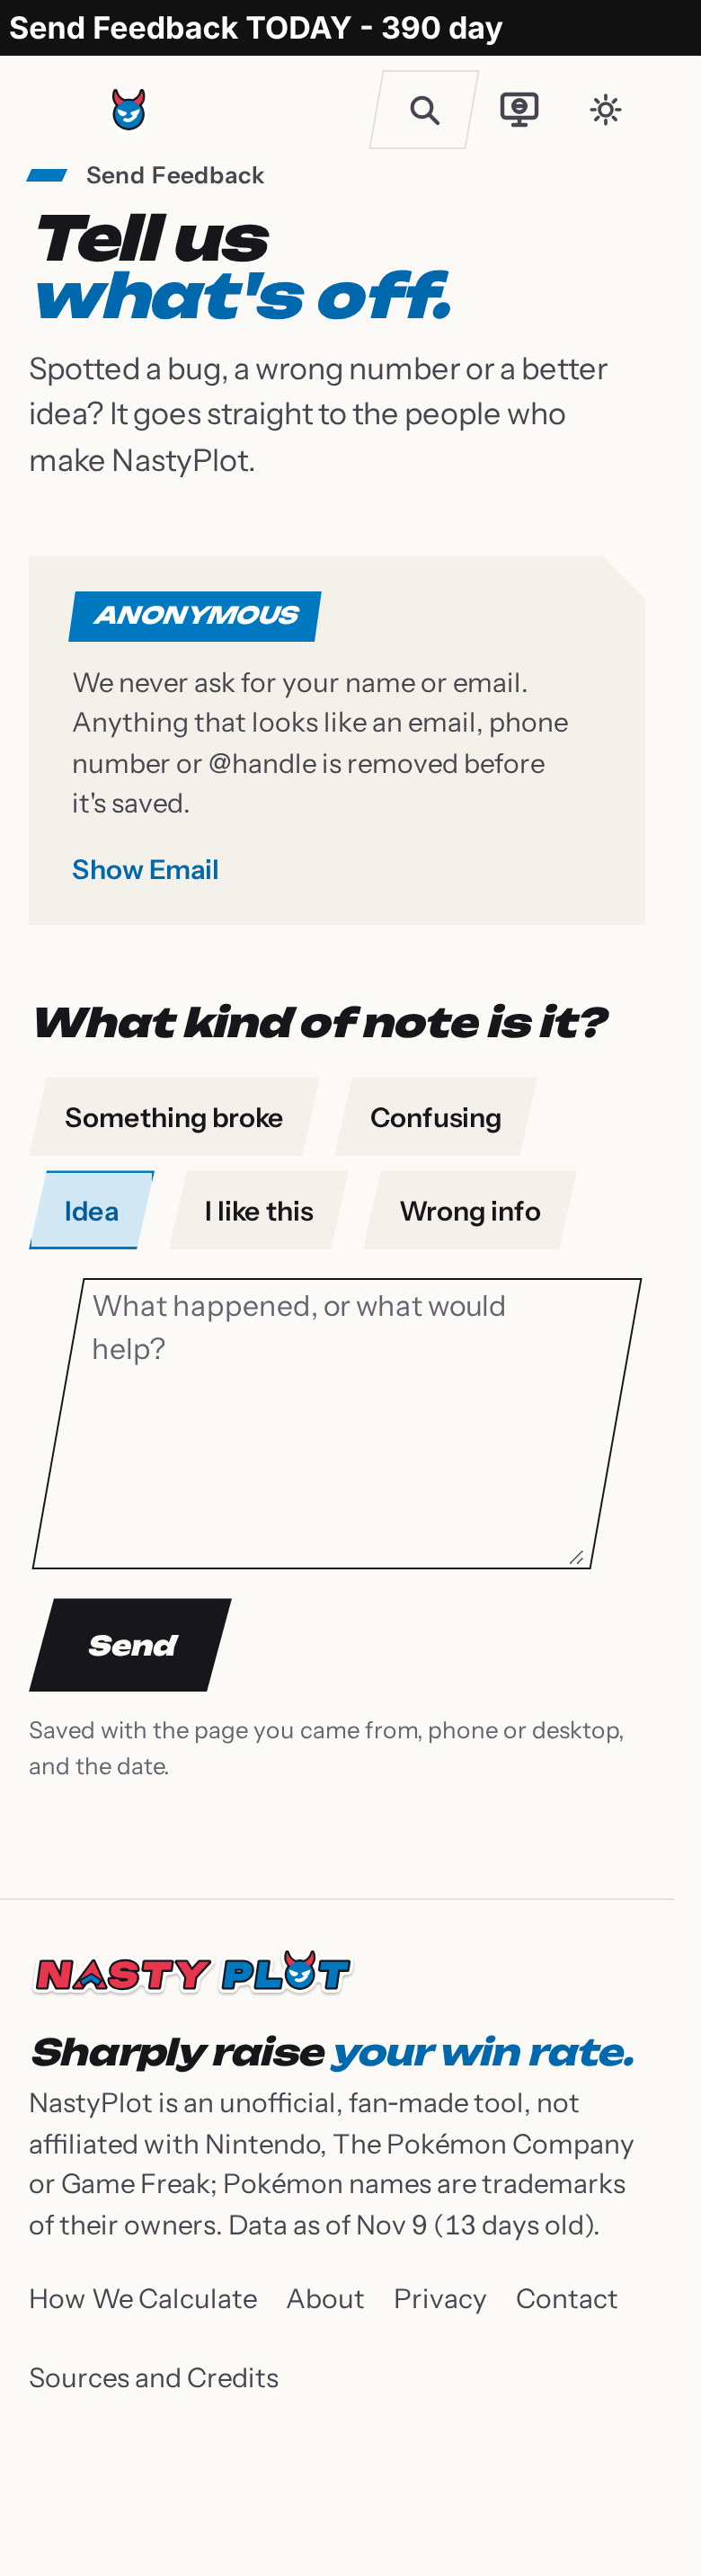 Send Feedback TODAY - 390 day
Send Feedback
Tell us
what's off.
Spotted a bug, a wrong number or a better
idea? It goes straight to the people who
make NastyPlot.
ANONYMOUS
We never ask for your name or email.
Anything that looks like an email, phone
number or @handle is removed before
it's saved.
Show Email
What kind of note is it?
Something broke
Confusing
Idea
I like this
Wrong info
What happened, or what would
help?
Send
Saved with the page you came from, phone or desktop,
and the date.
NASTY PLOT
Sharply raise your win rate.
NastyPlot is an unofficial, fan-made tool, not
affiliated with Nintendo, The Pokémon Company
or Game Freak; Pokémon names are trademarks
of their owners. Data as of Nov 9 (13 days old).
How We Calculate
About
Privacy
Contact
Sources and Credits